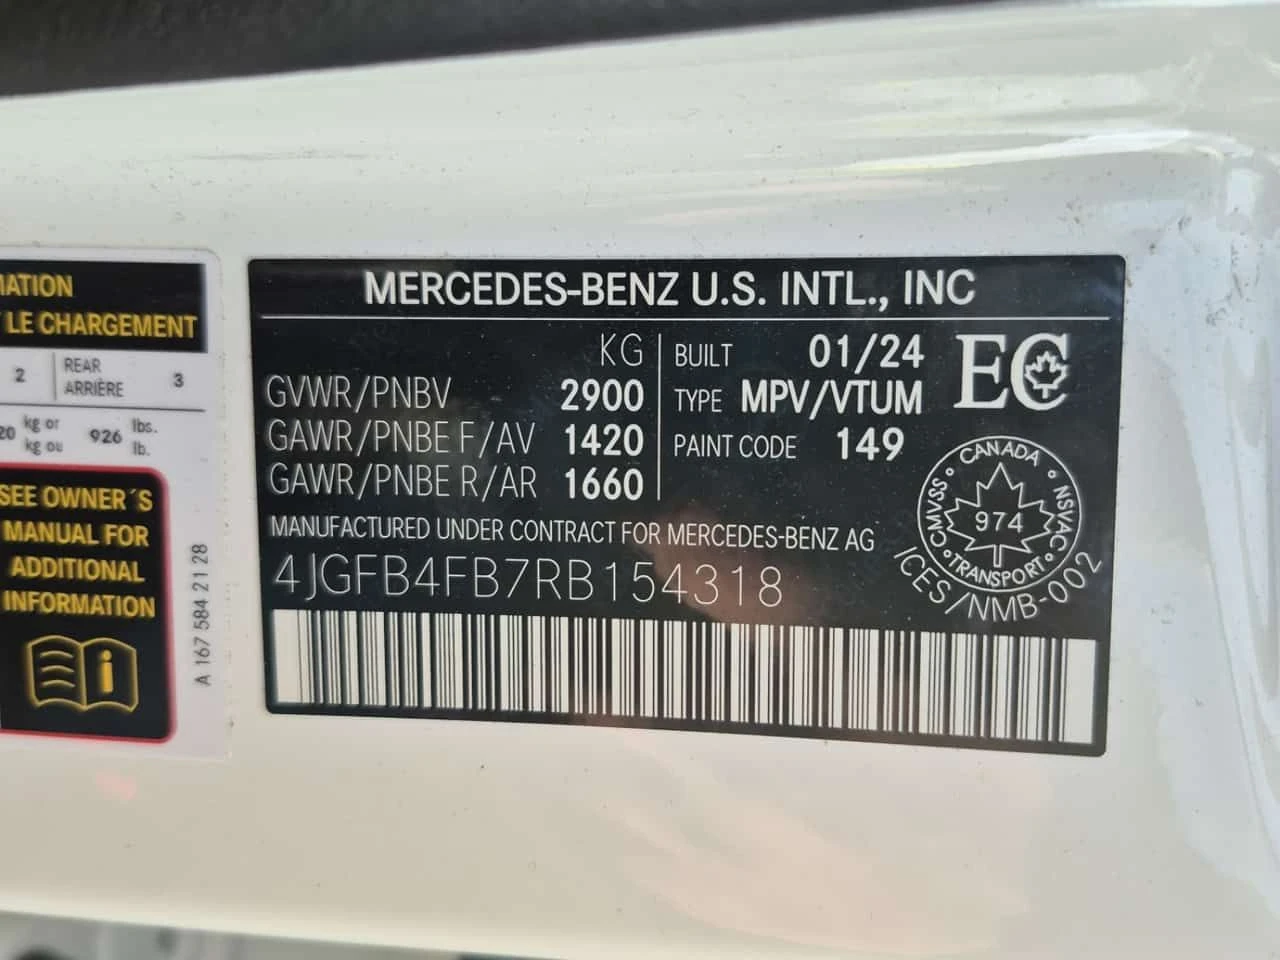 MATION
LE CHARGEMENT
2 REAR ARRIÈRE 3
20 kg or kg ou 926 lbs. lb.
SEE OWNER´S
MANUAL FOR
ADDITIONAL
INFORMATION
A 167 584 21 28
MERCEDES-BENZ U.S. INTL., INC
KG
GVWR/PNBV 2900
GAWR/PNBE F/AV 1420
GAWR/PNBE R/AR 1660
BUILT 01/24
TYPE MPV/VTUM
PAINT CODE 149
EC
CANADA
CMVSS NSVAC
974
TRANSPORT
ICES/NMB-002
MANUFACTURED UNDER CONTRACT FOR MERCEDES-BENZ AG
4JGFB4FB7RB154318